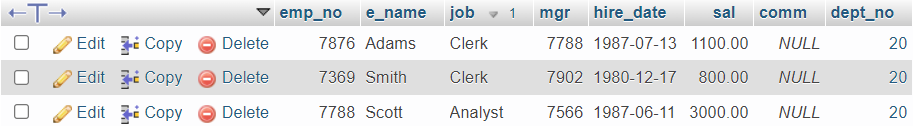 emp_no e_name job 1 mgr hire_date sal comm dept_no
Edit Copy Delete 7876 Adams Clerk 7788 1987-07-13 1100.00 NULL 20
Edit Copy Delete 7369 Smith Clerk 7902 1980-12-17 800.00 NULL 20
Edit Copy Delete 7788 Scott Analyst 7566 1987-06-11 3000.00 NULL 20